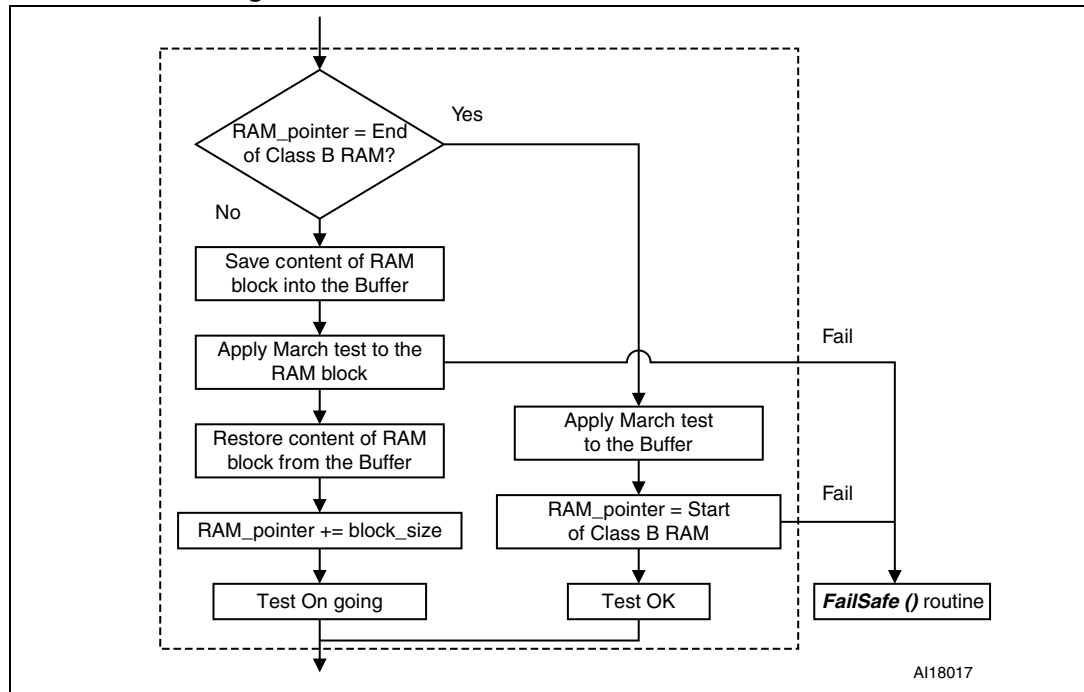 Yes
RAM_pointer = End
of Class B RAM?
No
Save content of RAM
block into the Buffer
Apply March test to the
RAM block
Restore content of RAM
block from the Buffer
RAM_pointer += block_size
Test On going
Apply March test
to the Buffer
RAM_pointer = Start
of Class B RAM
Test OK
Fail
Fail
FailSafe () routine
AI18017